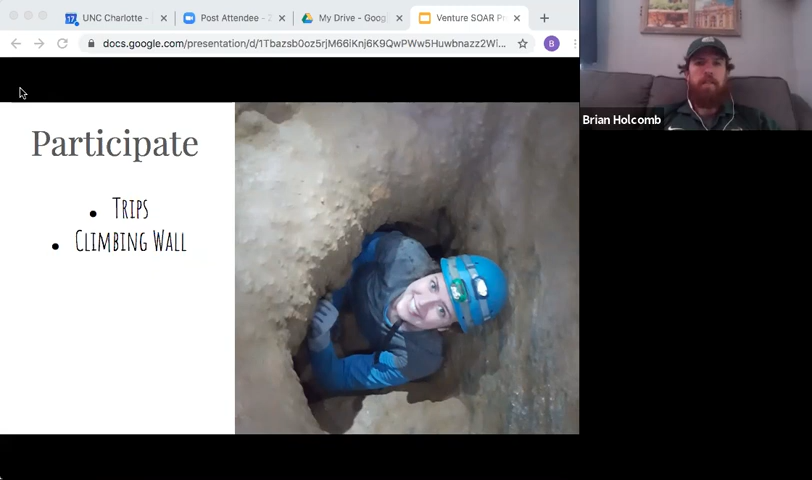 UNC Charlotte -
Post Attendee - 2
My Drive - Goog
Venture SOAR Pr
docs.google.com/presentation/d/1Tbazsb0oz5rjM66iKnj6K9QwPWw5Huwbnazz2Wi...
B
Brian Holcomb
Participate
• TRIPS
• CLIMBING WALL